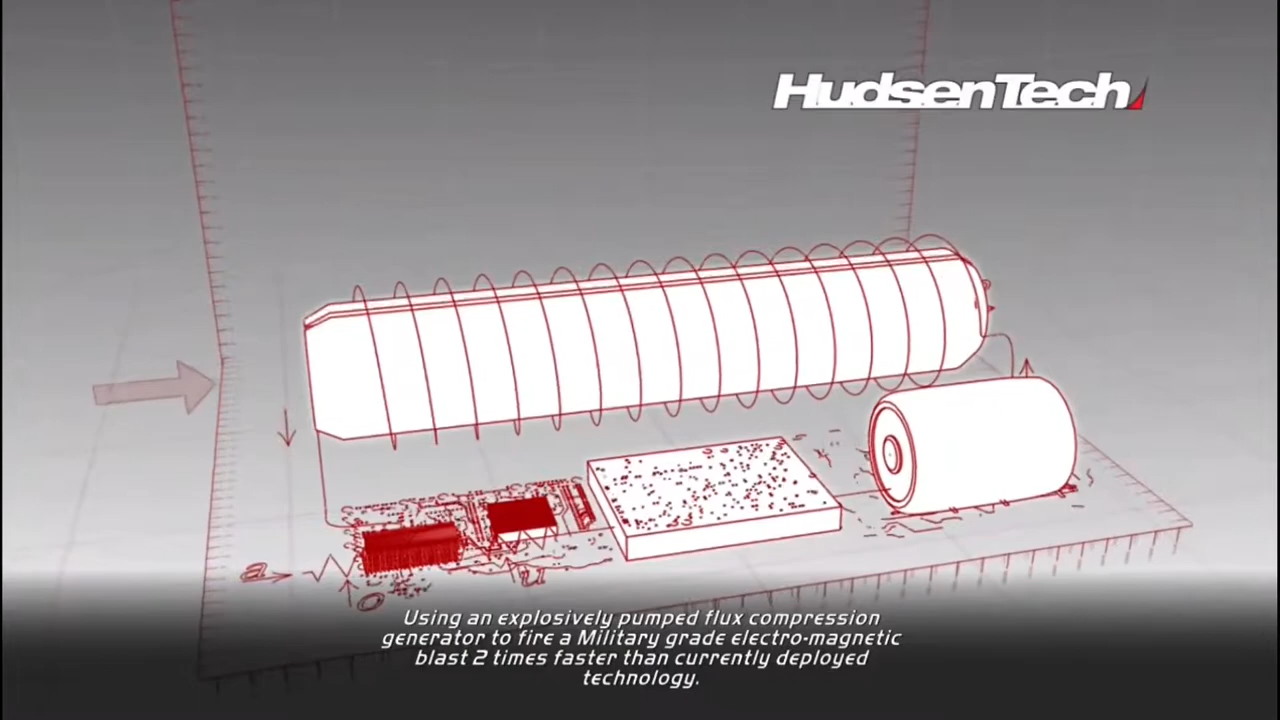 HudsenTech
a
Using an explosively pumped flux compression
generator to fire a Military grade electro-magnetic
blast 2 times faster than currently deployed
technology.